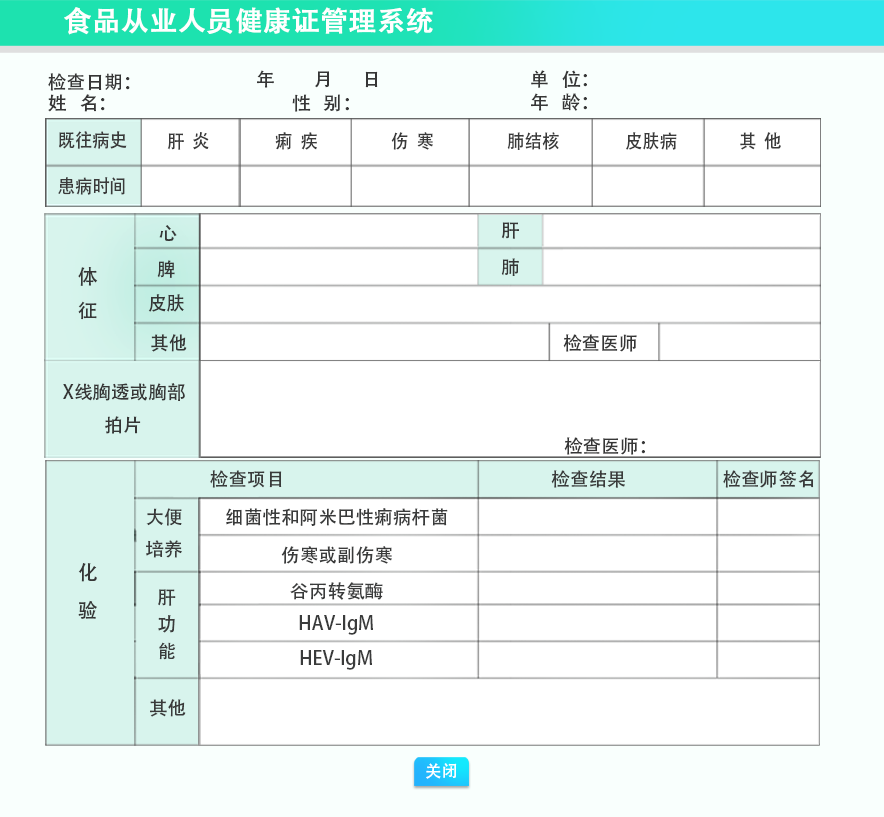 食品从业人员健康证管理系统
检查日期： 年 月 日 单 位：
姓 名： 性 别： 年 龄：
既往病史 肝 炎 痢 疾 伤 寒 肺结核 皮肤病 其 他
患病时间
体
征
心 肝
脾 肺
皮肤
其他 检查医师
X线胸透或胸部
拍片
检查医师：
化
验
检查项目 检查结果 检查师签名
大便
培养
细菌性和阿米巴性痢病杆菌
伤寒或副伤寒
肝
功
能
谷丙转氨酶
HAV-IgM
HEV-IgM
其他
关闭